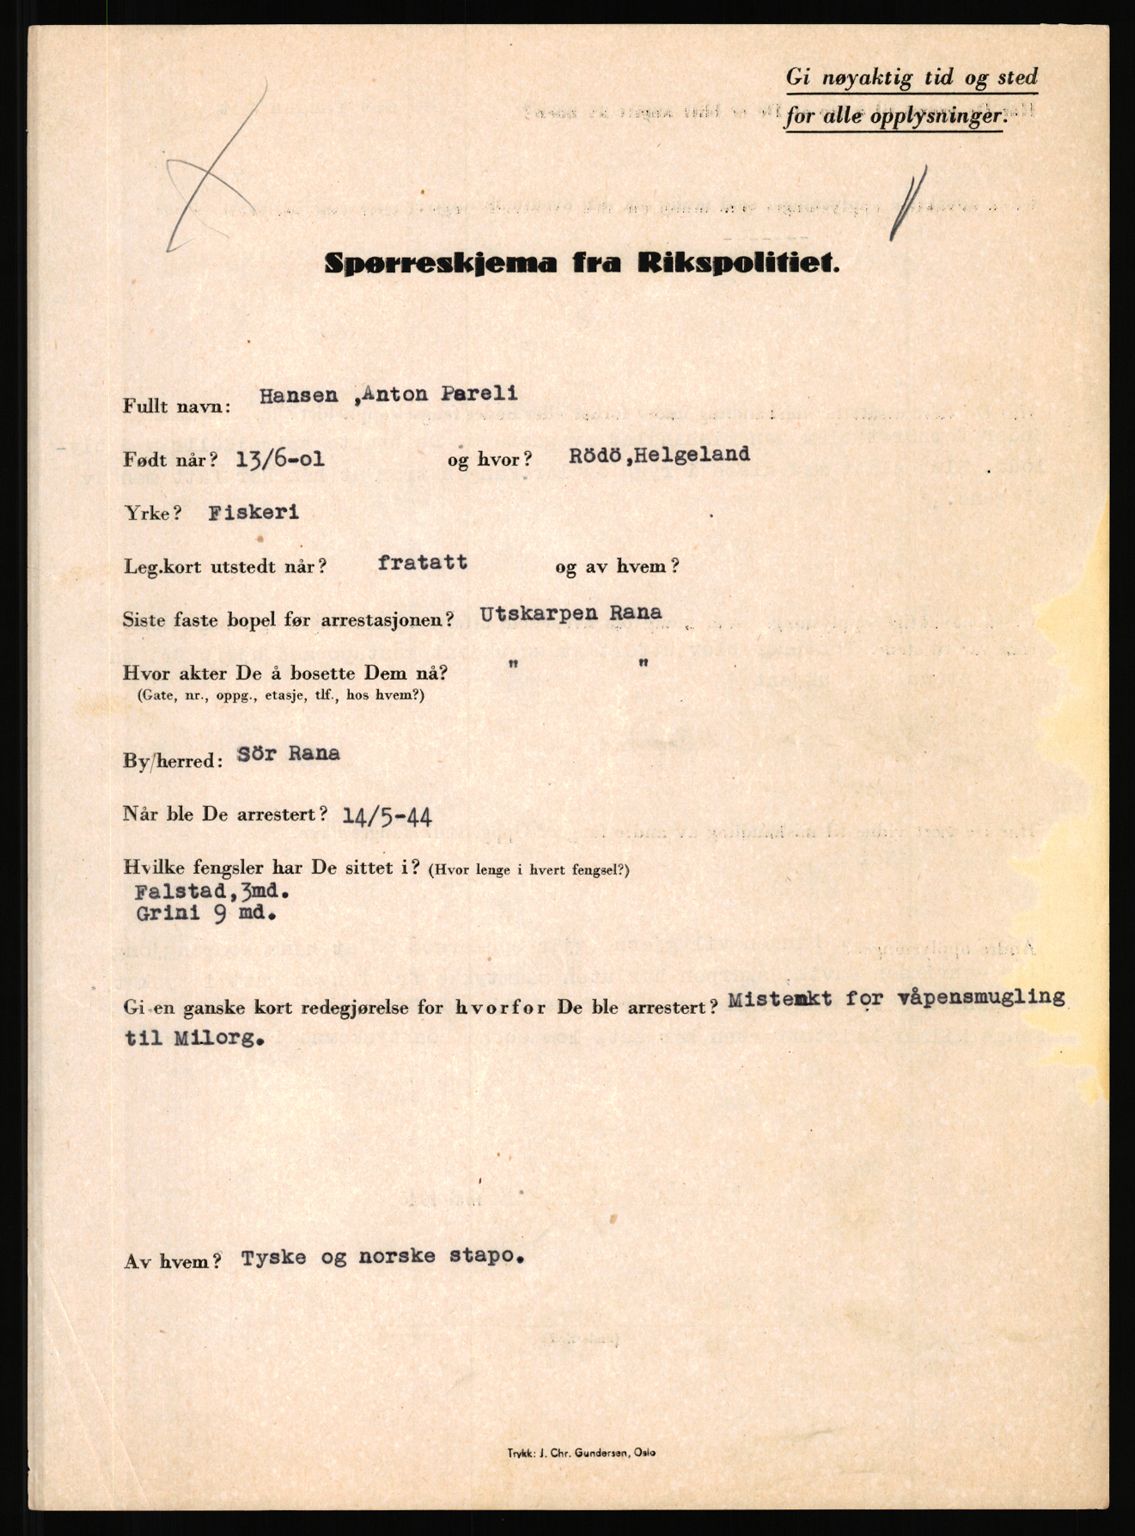 Gi nøyaktig tid og sted
for alle opplysninger.
Spørreskjema fra Rikspolitiet.
Fullt navn: Hansen ,Anton Pareli
Født når? 13/6-01 og hvor? Rödö,Helgeland
Yrke? Fiskeri
Leg.kort utstedt når? fratatt og av hvem?
Siste faste bopel før arrestasjonen? Utskarpen Rana
Hvor akter De å bosette Dem nå? " "
(Gate, nr., oppg., etasje, tlf., hos hvem?)
By/herred: Sör Rana
Når ble De arrestert? 14/5-44
Hvilke fengsler har De sittet i? (Hvor lenge i hvert fengsel?)
Falstad,3md.
Grini 9 md.
Gi en ganske kort redegjørelse for hvorfor De ble arrestert? Mistenkt for våpensmugling
til Milorg.
Av hvem? Tyske og norske stapo.
Trykk: J. Chr. Gundersen, Oslo